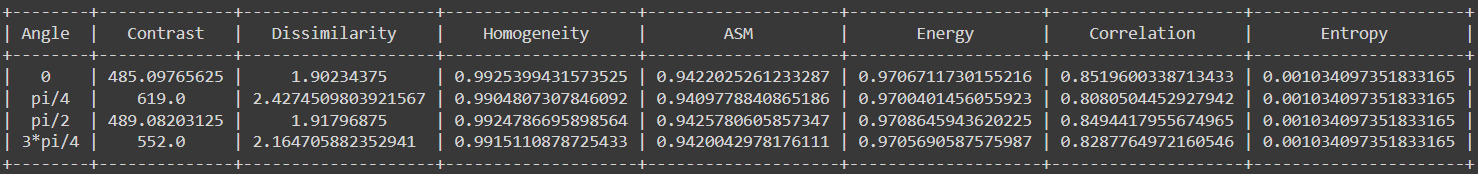 +--------+--------------+--------------------+--------------------+--------------------+--------------------+--------------------+----------------------+
| Angle  |   Contrast   |   Dissimilarity    |    Homogeneity     |        ASM         |       Energy       |    Correlation     |       Entropy        |
+--------+--------------+--------------------+--------------------+--------------------+--------------------+--------------------+----------------------+
|   0    | 485.09765625 |     1.90234375     | 0.9925399431573525 | 0.9422025261233287 | 0.9706711730155216 | 0.8519600338713433 | 0.001034097351833165 |
|  pi/4  |    619.0     | 2.4274509803921567 | 0.9904807307846092 | 0.9409778840865186 | 0.9700401456055923 | 0.8080504452927942 | 0.001034097351833165 |
|  pi/2  | 489.08203125 |     1.91796875     | 0.9924786695898564 | 0.9425780605857347 | 0.9708645943620225 | 0.8494417955674965 | 0.001034097351833165 |
| 3*pi/4 |    552.0     | 2.164705882352941  | 0.9915110878725433 | 0.9420042978176111 | 0.9705690587575987 | 0.8287764972160546 | 0.001034097351833165 |
+--------+--------------+--------------------+--------------------+--------------------+--------------------+--------------------+----------------------+